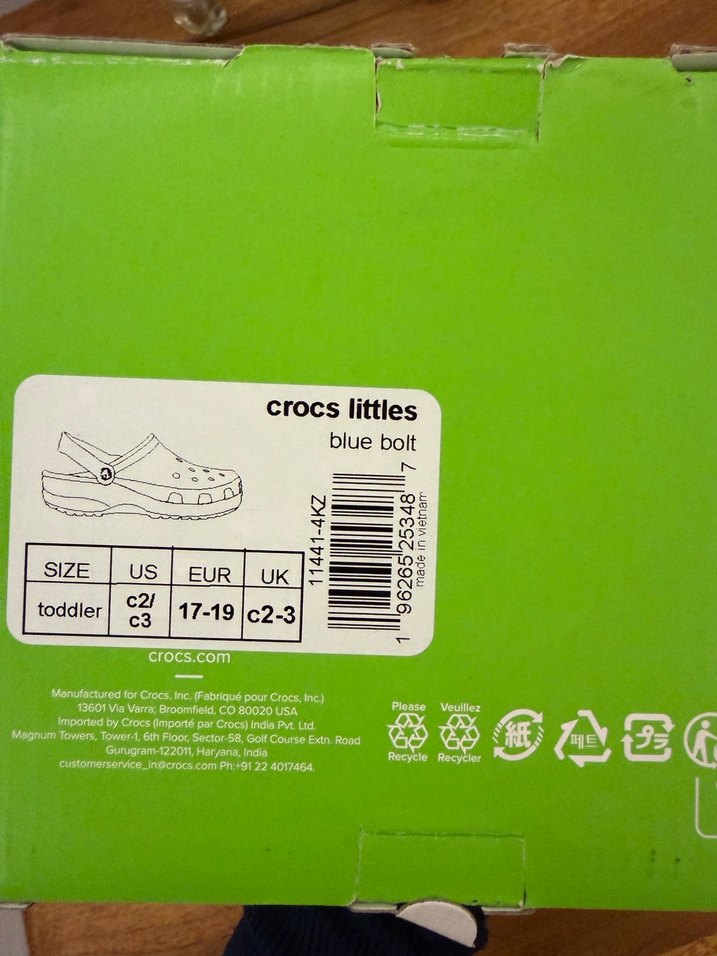 crocs littles
blue bolt
11441-4KZ
1 96265 25348 7
made in vietnam
SIZE US EUR UK
toddler c2/c3 17-19 c2-3
crocs.com
Manufactured for Crocs, Inc. (Fabriqué pour Crocs, Inc.)
13601 Via Varra; Broomfield, CO 80020 USA
Imported by Crocs (Importé par Crocs) India Pvt. Ltd.
Magnum Towers, Tower-1, 6th Floor, Sector-58, Golf Course Extn. Road
Gurugram-122011, Haryana, India
customerservice_in@crocs.com Ph:+91 22 4017464.
Please Recycle
Veuillez Recycler
紙
페트
プラ